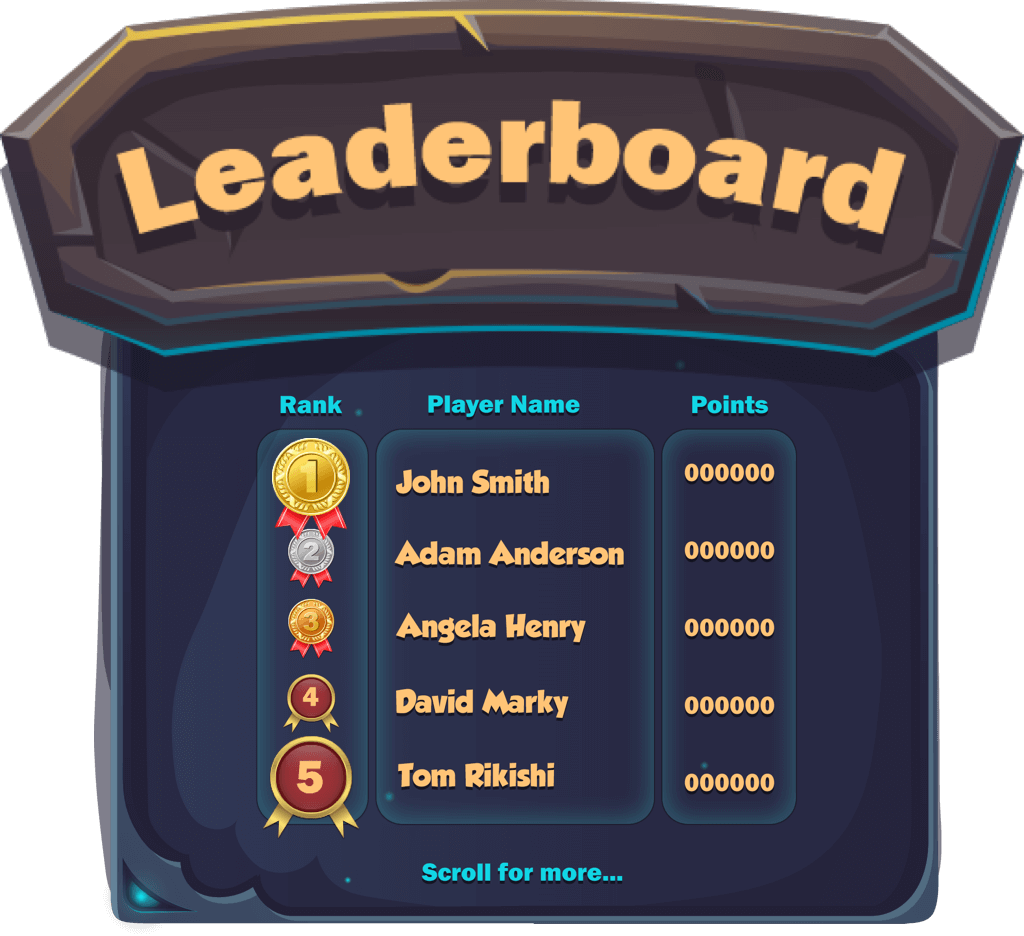 Leaderboard
Rank Player Name Points
1 John Smith 000000
2 Adam Anderson 000000
3 Angela Henry 000000
4 David Marky 000000
5 Tom Rikishi 000000
Scroll for more...